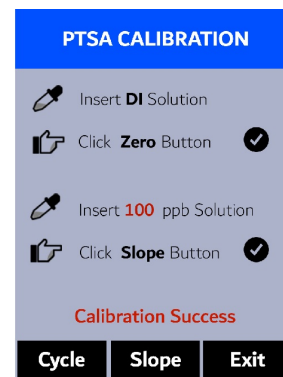 PTSA CALIBRATION
Insert DI Solution
Click Zero Button
Insert 100 ppb Solution
Click Slope Button
Calibration Success
Cycle Slope Exit